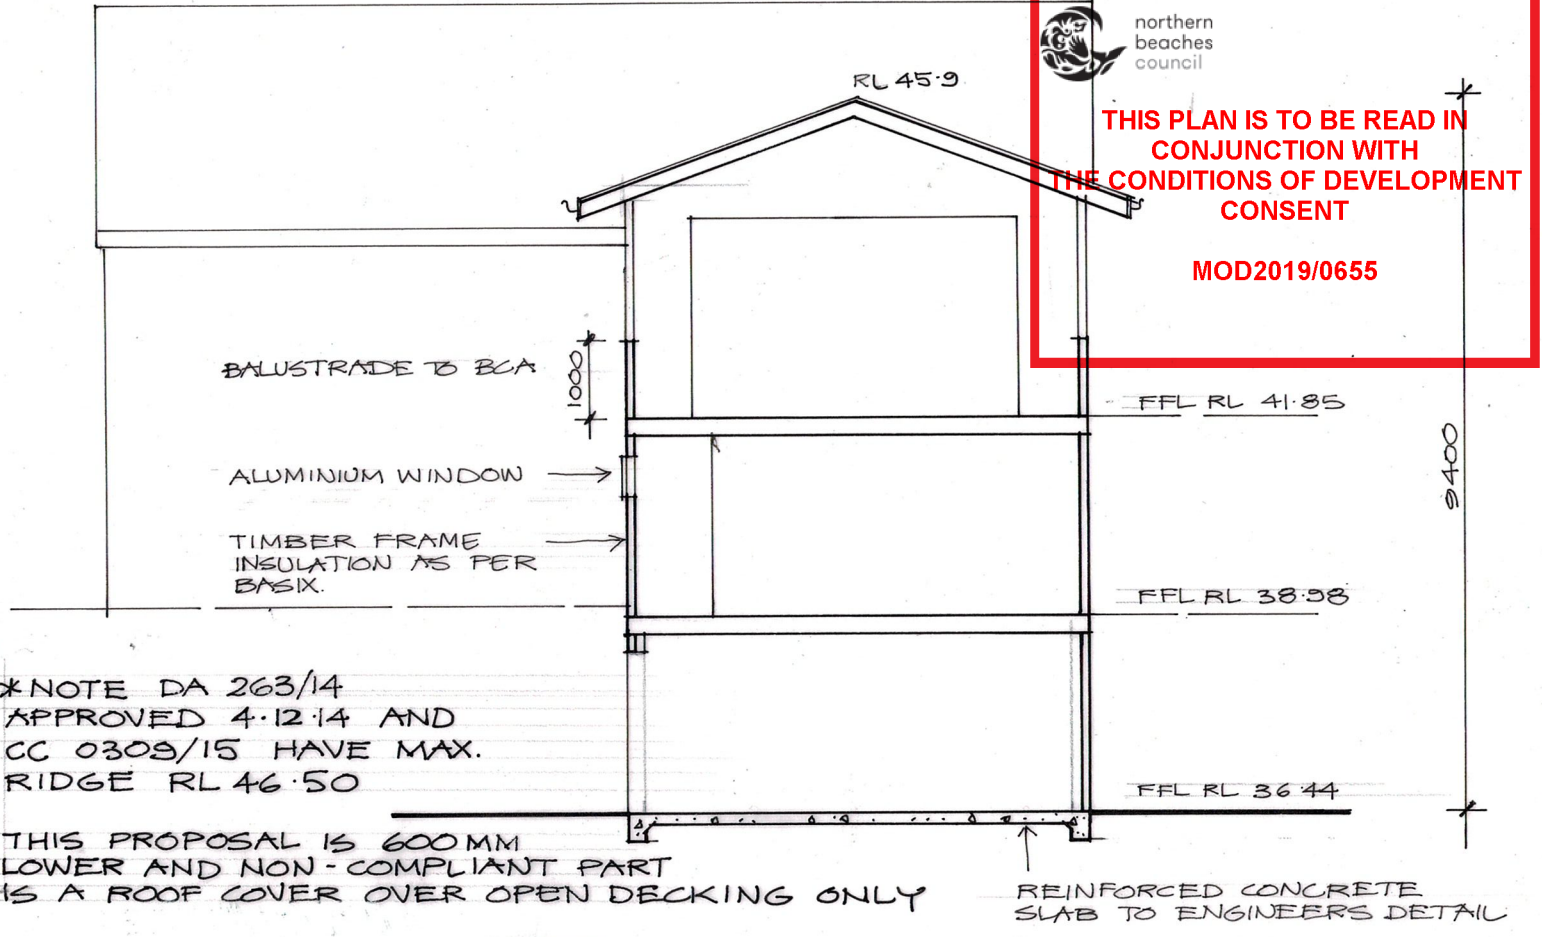 northern
beaches
council
RL 45.9
THIS PLAN IS TO BE READ IN
CONJUNCTION WITH
THE CONDITIONS OF DEVELOPMENT
CONSENT
MOD2019/0655
BALUSTRADE TO BCA
1000
FFL RL 41.85
ALUMINIUM WINDOW
9400
TIMBER FRAME
INSULATION AS PER
BASIX.
FFL RL 38.98
*NOTE DA 263/14
APPROVED 4.12.14 AND
CC 0309/15 HAVE MAX.
RIDGE RL 46.50
FFL RL 36.44
THIS PROPOSAL IS 600MM
LOWER AND NON-COMPLIANT PART
IS A ROOF COVER OVER OPEN DECKING ONLY
REINFORCED CONCRETE
SLAB TO ENGINEERS DETAIL